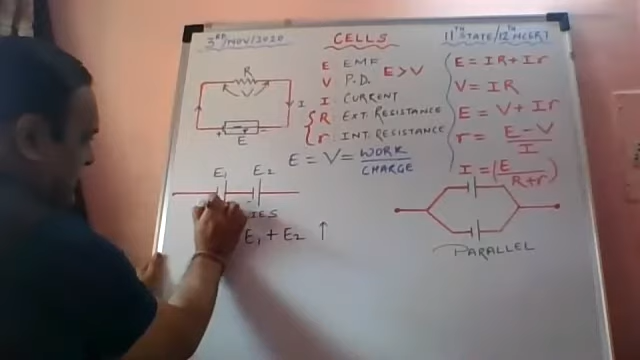 3RD/NOV/2020
CELLS
11TH STATE/12TH NCERT
R
V
I
+ E -
E EMF
V P.D. E > V
I CURRENT
R EXT. RESISTANCE
r INT. RESISTANCE
E = V = WORK
CHARGE
E = IR + Ir
V = IR
E = V + Ir
r = E - V
I
I = (E
R+r)
E1 E2
E1 + E2 ↑
PARALLEL